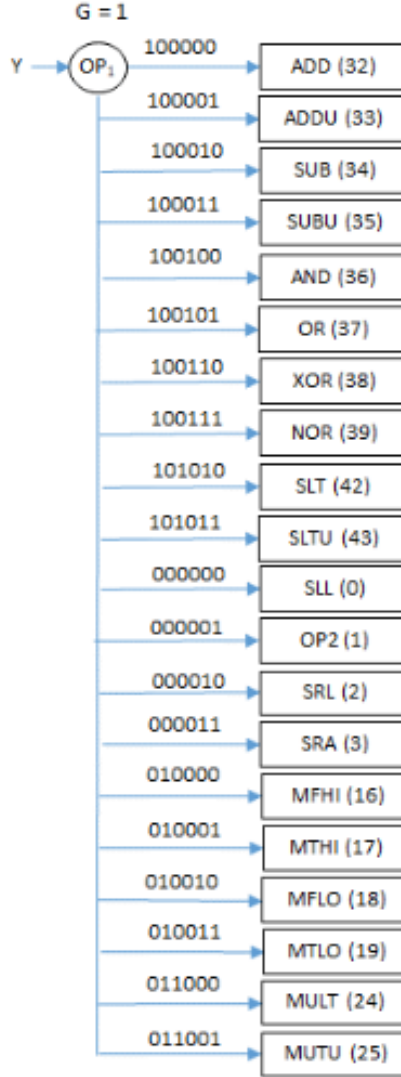 G = 1
Y OP₁ 100000 ADD (32)
100001 ADDU (33)
100010 SUB (34)
100011 SUBU (35)
100100 AND (36)
100101 OR (37)
100110 XOR (38)
100111 NOR (39)
101010 SLT (42)
101011 SLTU (43)
000000 SLL (0)
000001 OP2 (1)
000010 SRL (2)
000011 SRA (3)
010000 MFHI (16)
010001 MTHI (17)
010010 MFLO (18)
010011 MTLO (19)
011000 MULT (24)
011001 MUTU (25)